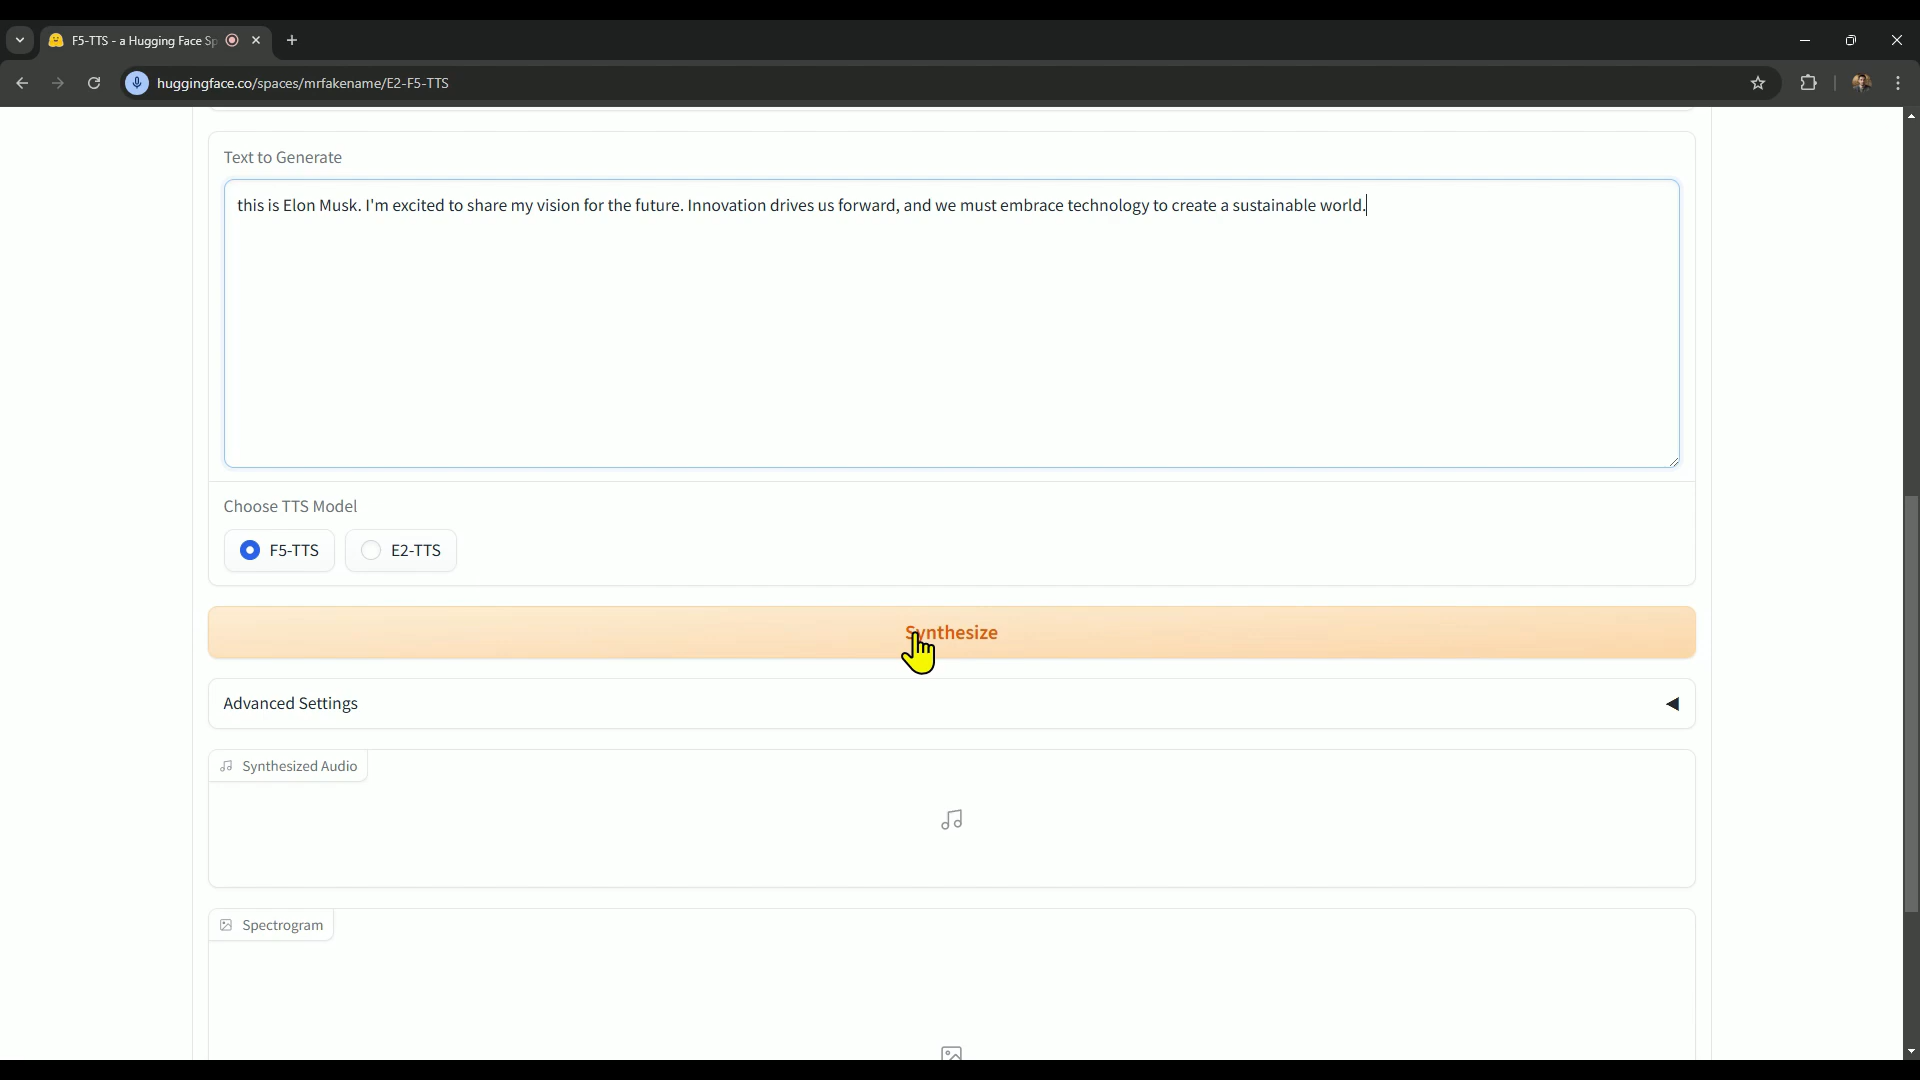 F5-TTS - a Hugging Face Sp
huggingface.co/spaces/mrfakename/E2-F5-TTS
Text to Generate
this is Elon Musk. I'm excited to share my vision for the future. Innovation drives us forward, and we must embrace technology to create a sustainable world.
Choose TTS Model
F5-TTS
E2-TTS
Synthesize
Advanced Settings
Synthesized Audio
Spectrogram